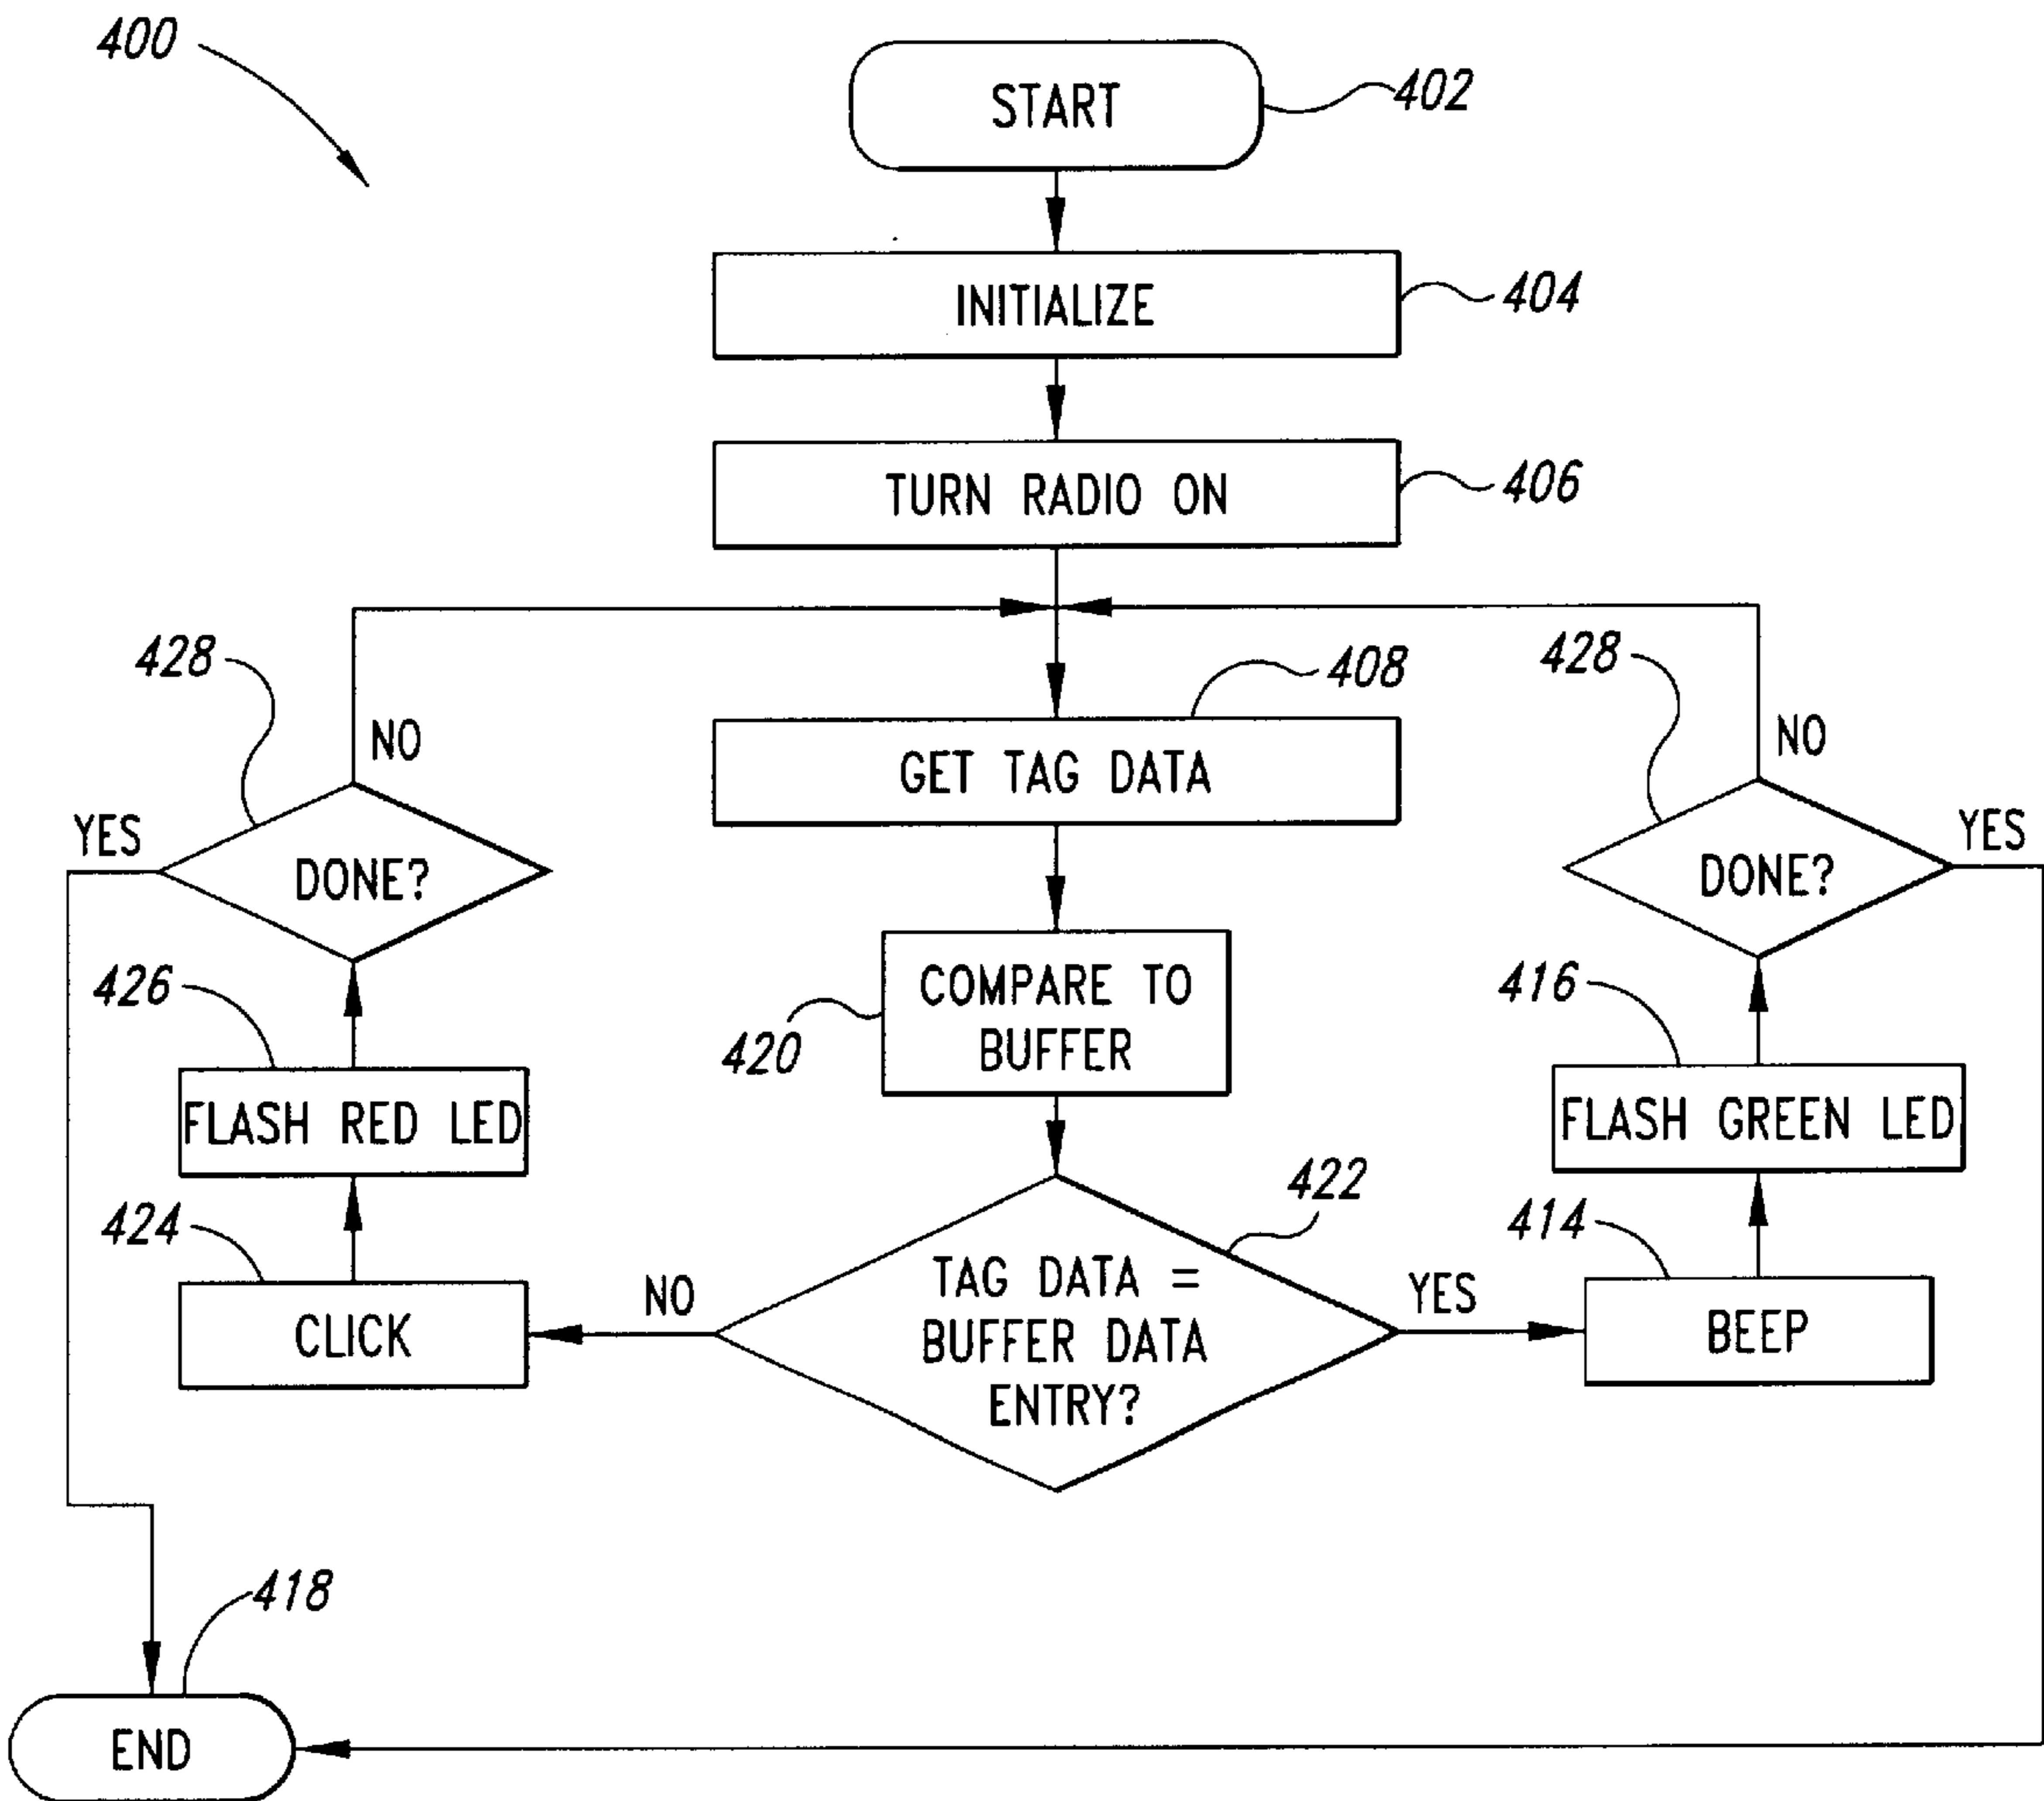 400
START
402
INITIALIZE
404
TURN RADIO ON
406
428
NO
YES
DONE?
408
GET TAG DATA
428
NO
YES
DONE?
426
FLASH RED LED
420
COMPARE TO
BUFFER
416
FLASH GREEN LED
424
CLICK
NO
422
TAG DATA =
BUFFER DATA
ENTRY?
YES
414
BEEP
418
END